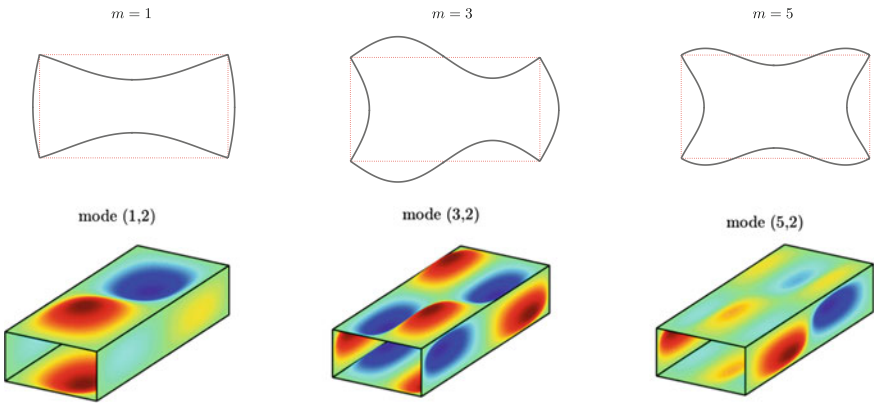 m = 1
m = 3
m = 5
mode (1,2)
mode (3,2)
mode (5,2)